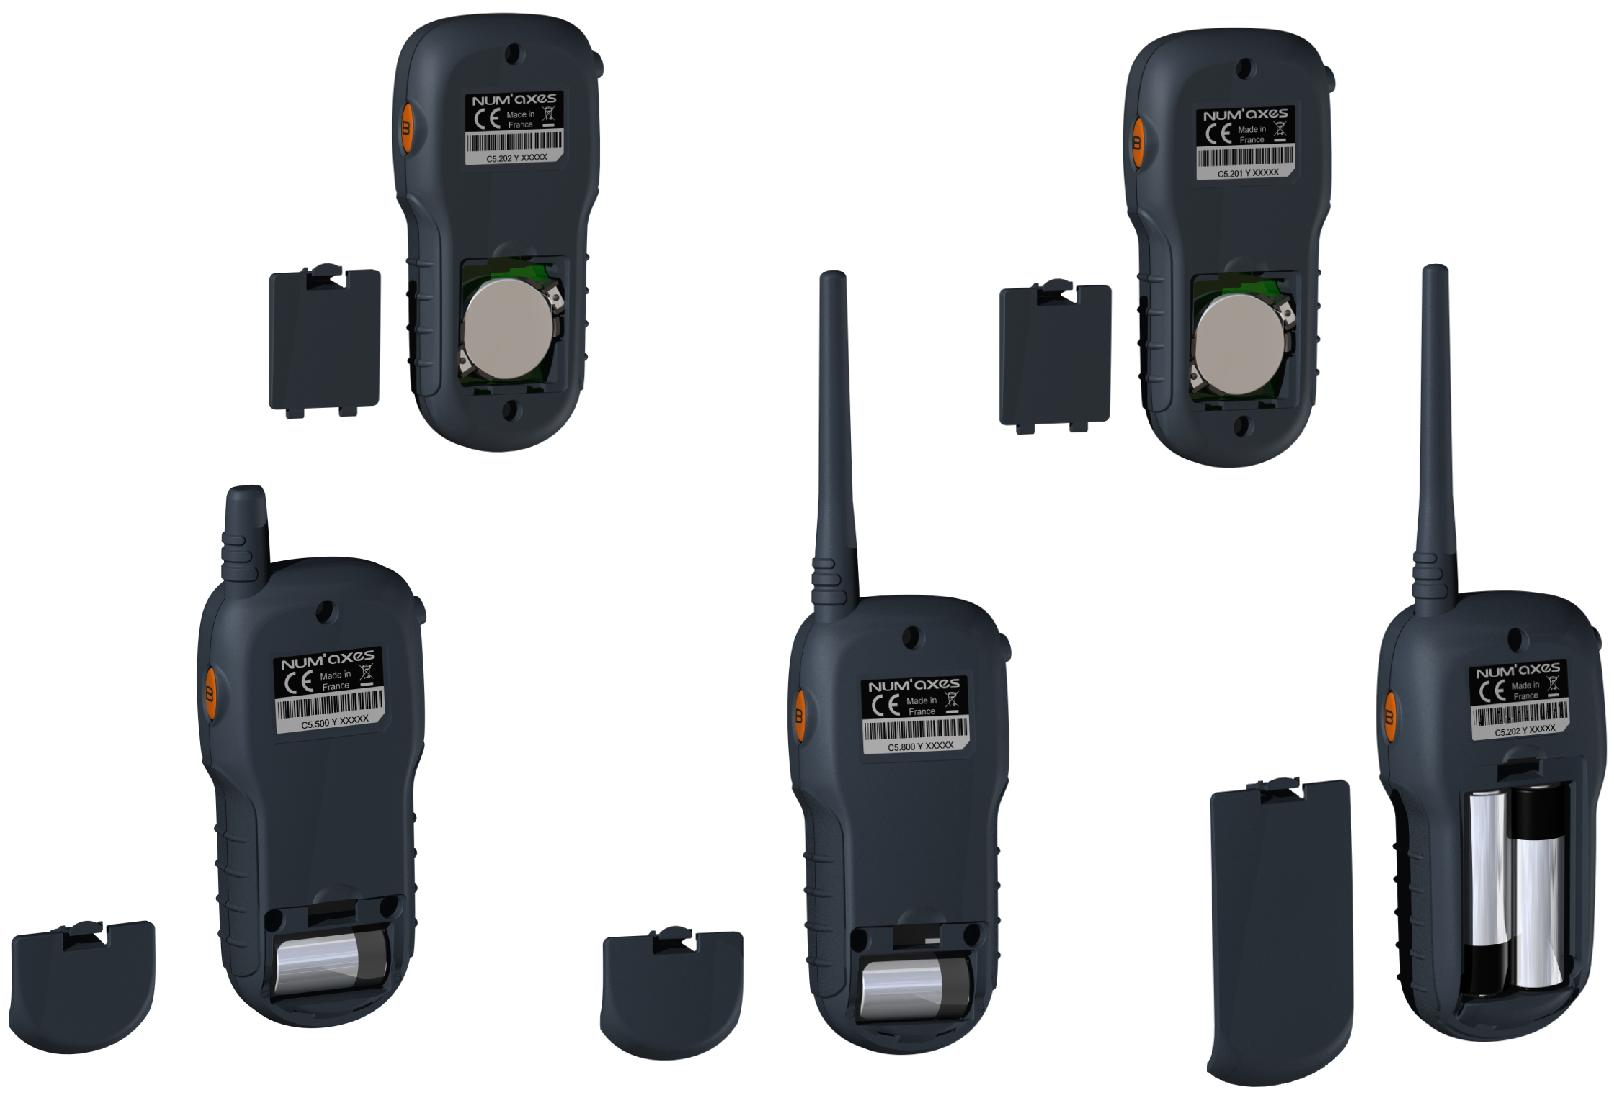 NUM'axes
CE Made in
France
C5.202 Y XXXXX
NUM'axes
CE Made in
France
C5.201 Y XXXXX
NUM'axes
CE Made in
France
C5.500 Y XXXXX
NUM'axes
CE Made in
France
C5.800 Y XXXXX
NUM'axes
CE Made in
France
C5.202 Y XXXXX
B
B
B
B
B